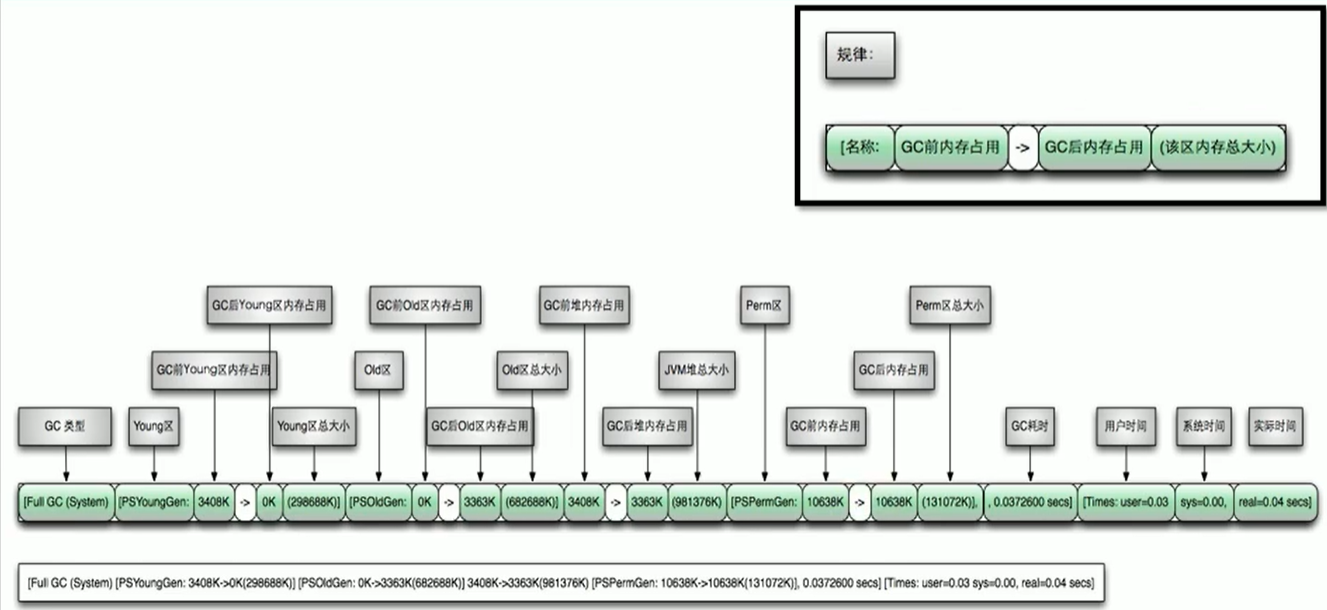 规律：
[名称: GC前内存占用 -> GC后内存占用 (该区内存总大小)
GC后Young区内存占用 GC前Old区内存占用 GC前堆内存占用 Perm区 Perm区总大小
GC前Young区内存占用 Old区 Old区总大小 JVM堆总大小 GC后内存占用
GC 类型 Young区 Young区总大小 GC后Old区内存占用 GC后堆内存占用 GC前内存占用 GC耗时 用户时间 系统时间 实际时间
[Full GC (System) [PSYoungGen: 3408K -> 0K (298688K)] [PSOldGen: 0K -> 3363K (682688K)] 3408K -> 3363K (981376K) [PSPermGen: 10638K -> 10638K (131072K)], , 0.0372600 secs] [Times: user=0.03 sys=0.00, real=0.04 secs]
[Full GC (System) [PSYoungGen: 3408K->0K(298688K)] [PSOldGen: 0K->3363K(682688K)] 3408K->3363K(981376K) [PSPermGen: 10638K->10638K(131072K)], 0.0372600 secs] [Times: user=0.03 sys=0.00, real=0.04 secs]